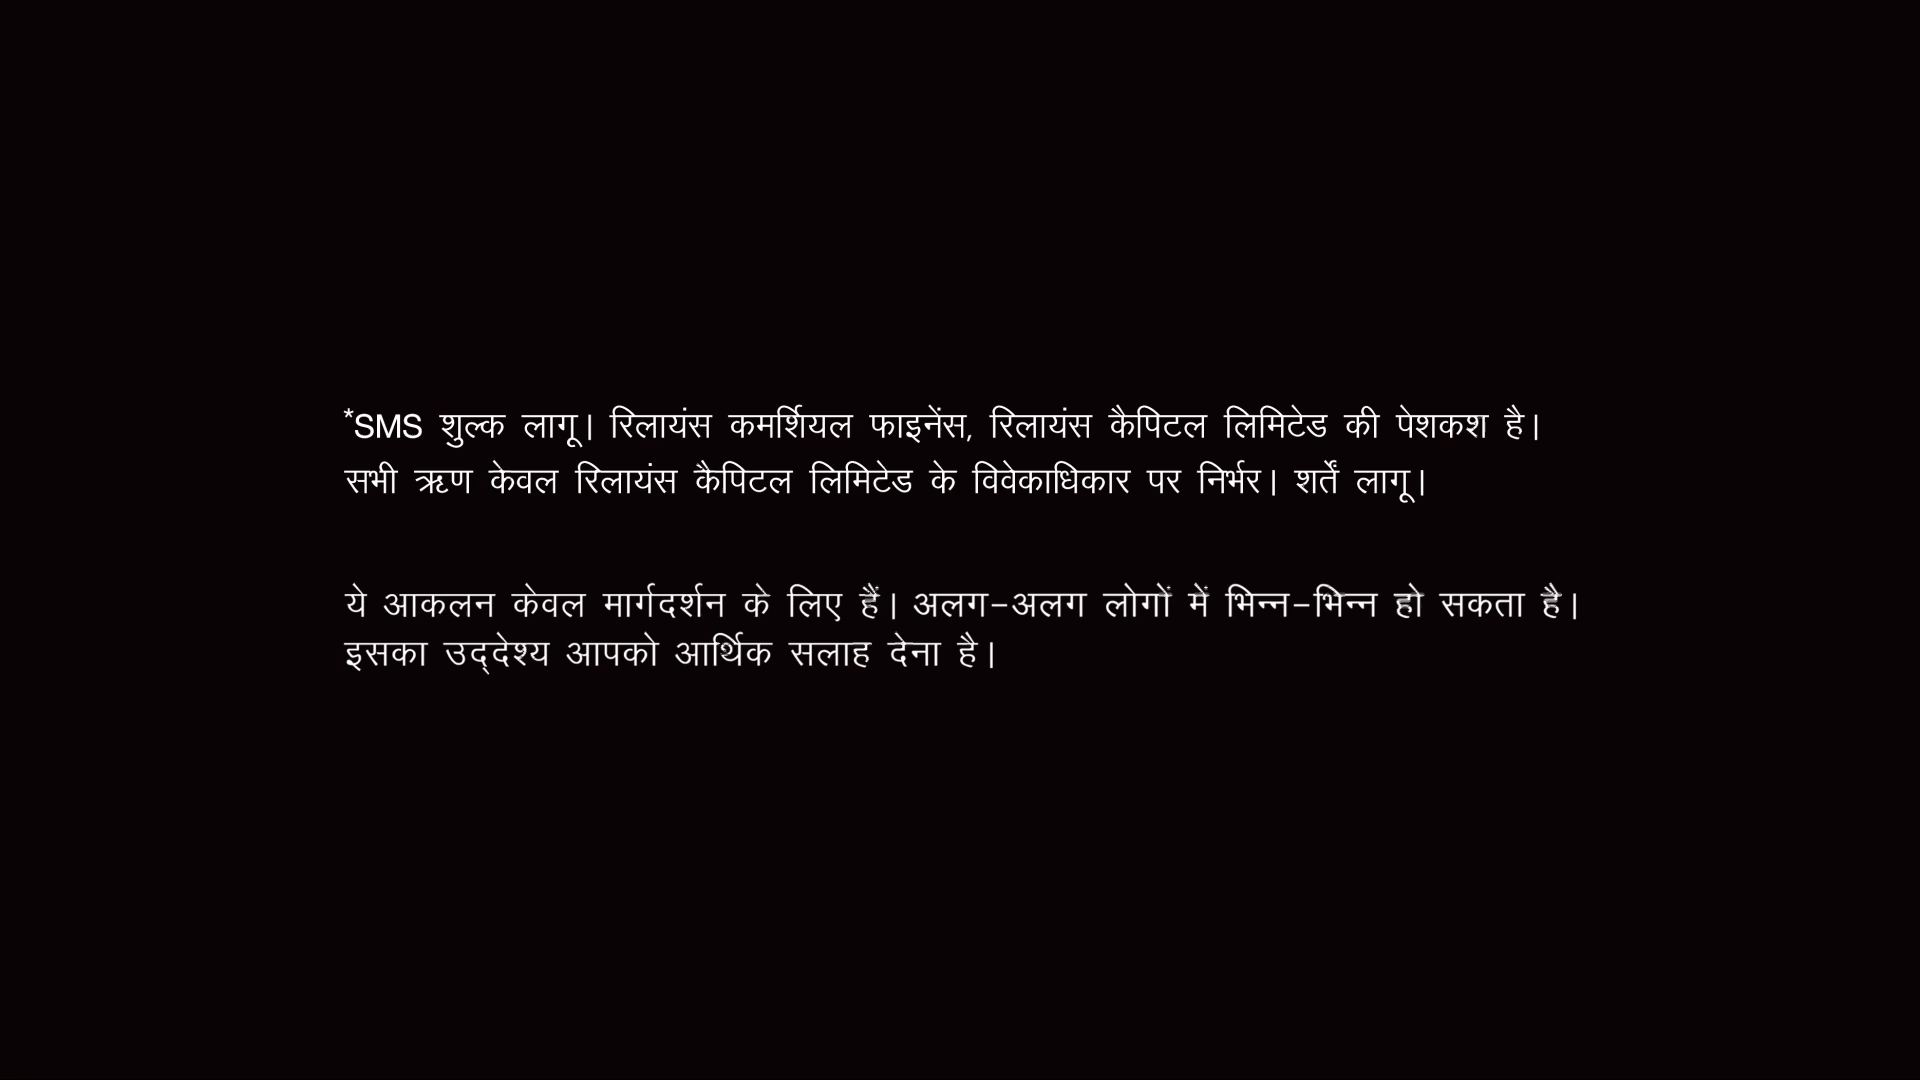 *SMS शुल्क लागू। रिलायंस कमर्शियल फाइनेंस, रिलायंस कैपिटल लिमिटेड की पेशकश है।
सभी ऋण केवल रिलायंस कैपिटल लिमिटेड के विवेकाधिकार पर निर्भर। शर्तें लागू।
ये आकलन केवल मार्गदर्शन के लिए हैं। अलग-अलग लोगों में भिन्न-भिन्न हो सकता है।
इसका उद्देश्य आपको आर्थिक सलाह देना है।